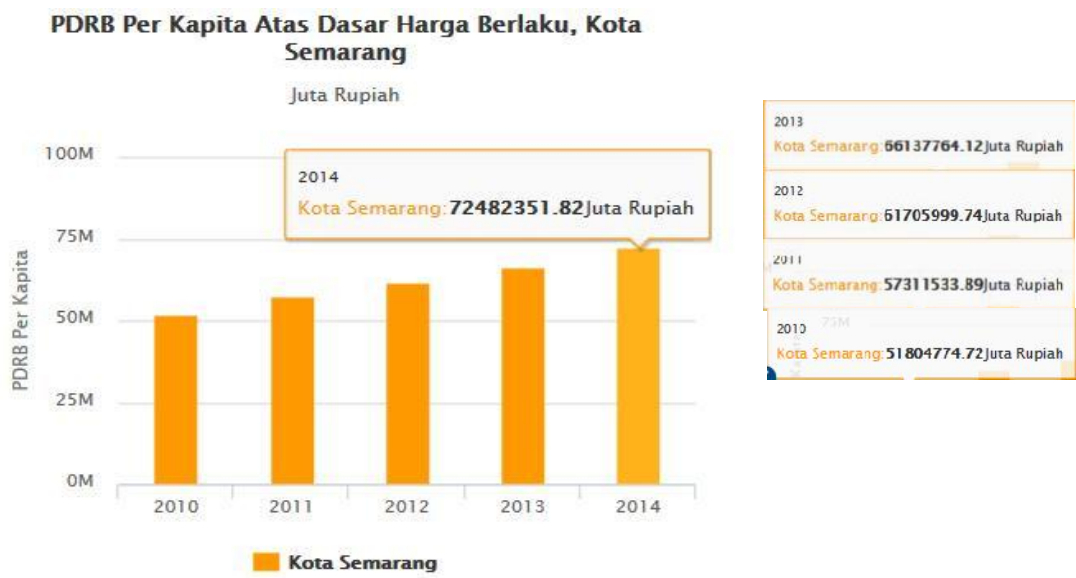 PDRB Per Kapita Atas Dasar Harga Berlaku, Kota
Semarang
Juta Rupiah
100M
75M
50M
25M
0M
PDRB Per Kapita
2014
Kota Semarang:72482351.82Juta Rupiah
2010
2011
2012
2013
2014
Kota Semarang
2013
Kota Semarang:66137764.12Juta Rupiah
2012
Kota Semarang:61705999.74Juta Rupiah
2011
Kota Semarang:57311533.89Juta Rupiah
2010
75M
Kota Semarang:51804774.72Juta Rupiah